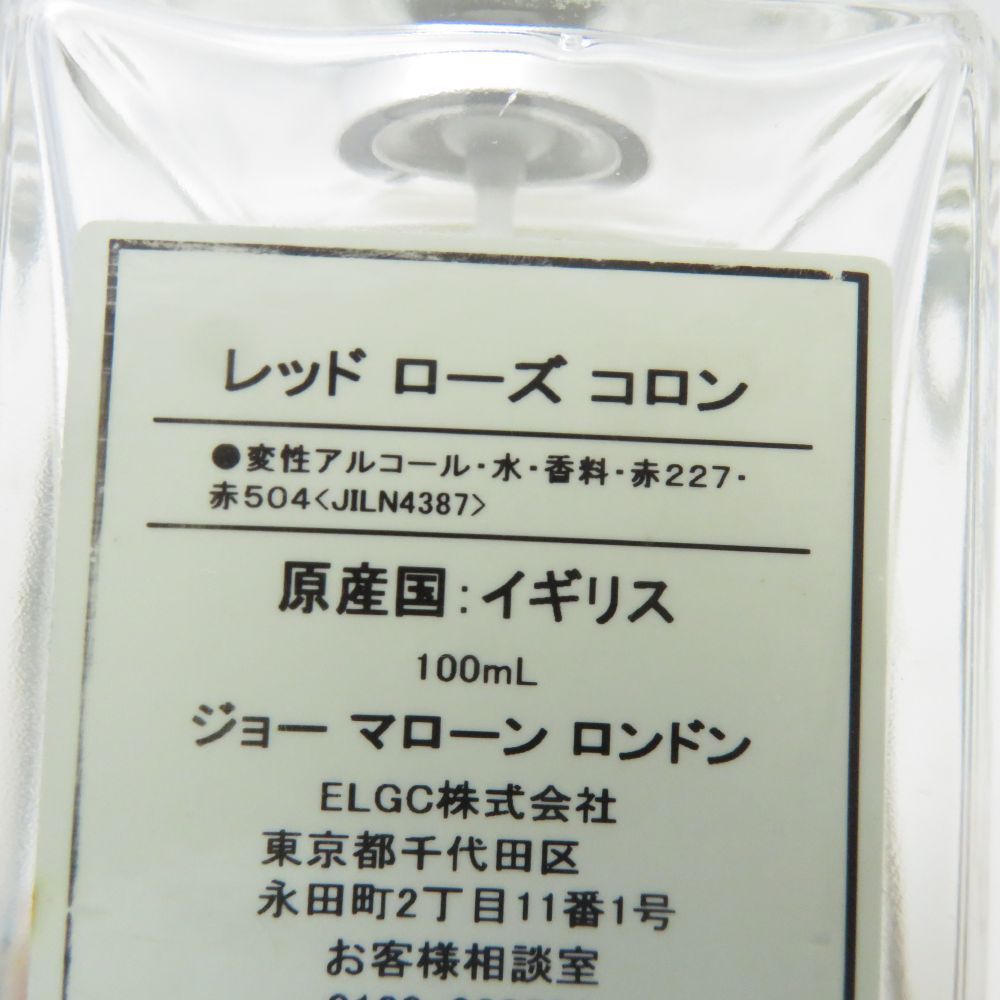 レッド ローズ コロン
●変性アルコール・水・香料・赤227・
赤504<JILN4387>
原産国：イギリス
100mL
ジョー マローン ロンドン
ELGC株式会社
東京都千代田区
永田町2丁目11番1号
お客様相談室